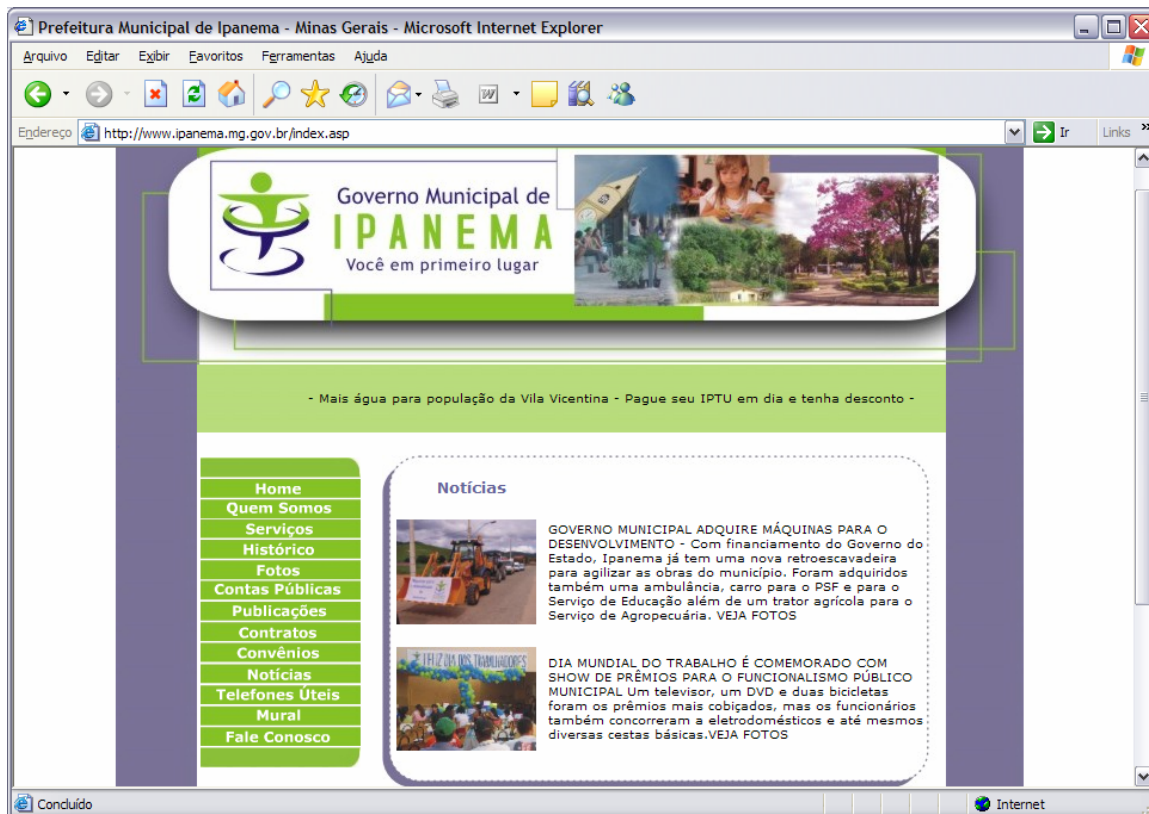 Prefeitura Municipal de Ipanema - Minas Gerais - Microsoft Internet Explorer
Arquivo Editar Exibir Favoritos Ferramentas Ajuda
Endereço http://www.ipanema.mg.gov.br/index.asp Ir Links »
Governo Municipal de
IPANEMA
Você em primeiro lugar
- Mais água para população da Vila Vicentina - Pague seu IPTU em dia e tenha desconto -
Home
Quem Somos
Serviços
Histórico
Fotos
Contas Públicas
Publicações
Contratos
Convênios
Notícias
Telefones Úteis
Mural
Fale Conosco
Notícias
GOVERNO MUNICIPAL ADQUIRE MÁQUINAS PARA O
DESENVOLVIMENTO - Com financiamento do Governo do
Estado, Ipanema já tem uma nova retroescavadeira
para agilizar as obras do município. Foram adquiridos
também uma ambulância, carro para o PSF e para o
Serviço de Educação além de um trator agrícola para o
Serviço de Agropecuária. VEJA FOTOS
FELIZ DIA DOS TRABALHADORES
DIA MUNDIAL DO TRABALHO É COMEMORADO COM
SHOW DE PRÊMIOS PARA O FUNCIONALISMO PÚBLICO
MUNICIPAL Um televisor, um DVD e duas bicicletas
foram os prêmios mais cobiçados, mas os funcionários
também concorreram a eletrodomésticos e até mesmos
diversas cestas básicas.VEJA FOTOS
Concluído Internet